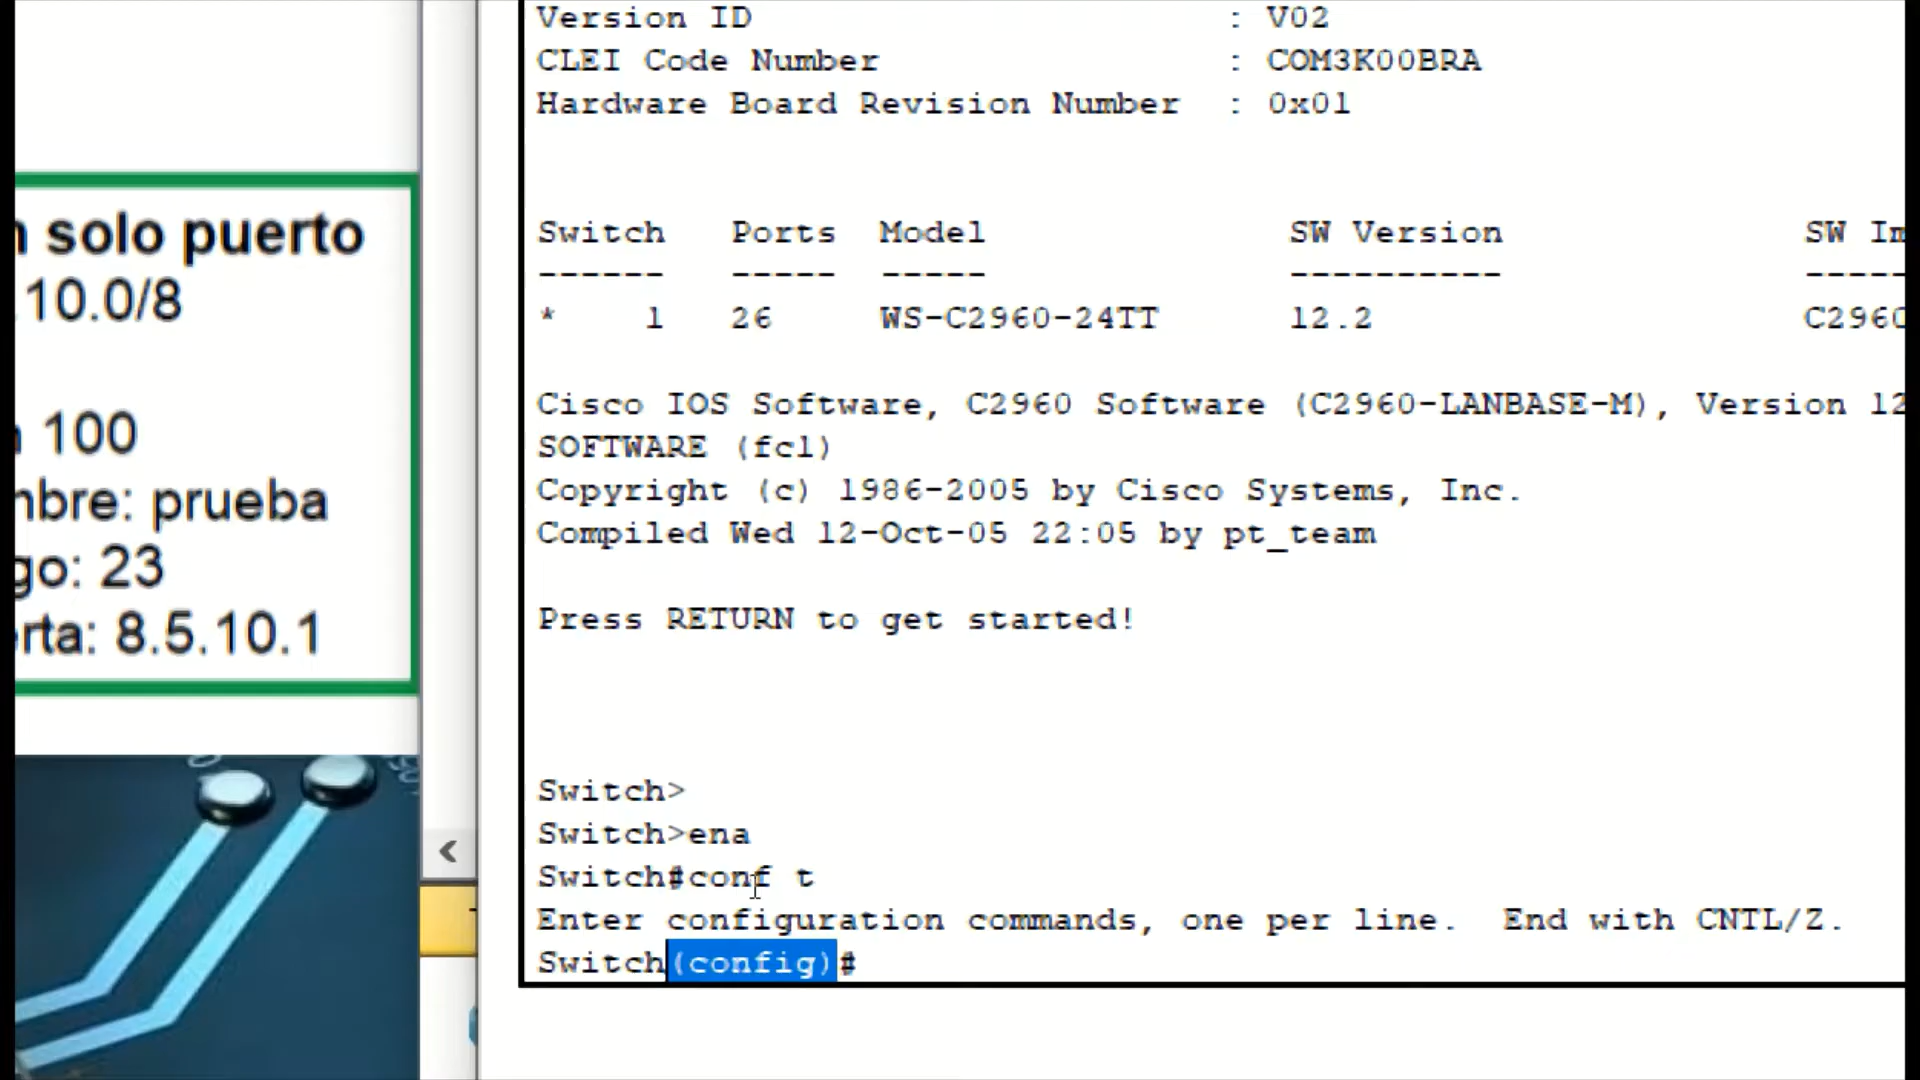 Version ID : V02
CLEI Code Number : COM3K00BRA
Hardware Board Revision Number : 0x01
Switch Ports Model SW Version SW Im
------ ----- ----- ---------- -----
* 1 26 WS-C2960-24TT 12.2 C2960
Cisco IOS Software, C2960 Software (C2960-LANBASE-M), Version 12
SOFTWARE (fc1)
Copyright (c) 1986-2005 by Cisco Systems, Inc.
Compiled Wed 12-Oct-05 22:05 by pt_team
Press RETURN to get started!
Switch>
Switch>ena
Switch#conf t
Enter configuration commands, one per line. End with CNTL/Z.
Switch(config)#
n solo puerto
.10.0/8
n 100
mbre: prueba
go: 23
rta: 8.5.10.1